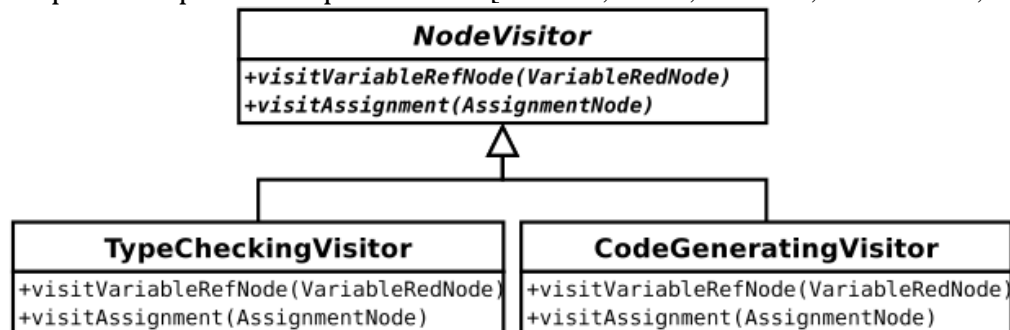 NodeVisitor
+visitVariableRefNode(VariableRedNode)
+visitAssignment(AssignmentNode)
TypeCheckingVisitor
+visitVariableRefNode(VariableRedNode)
+visitAssignment(AssignmentNode)
CodeGeneratingVisitor
+visitVariableRefNode(VariableRedNode)
+visitAssignment(AssignmentNode)